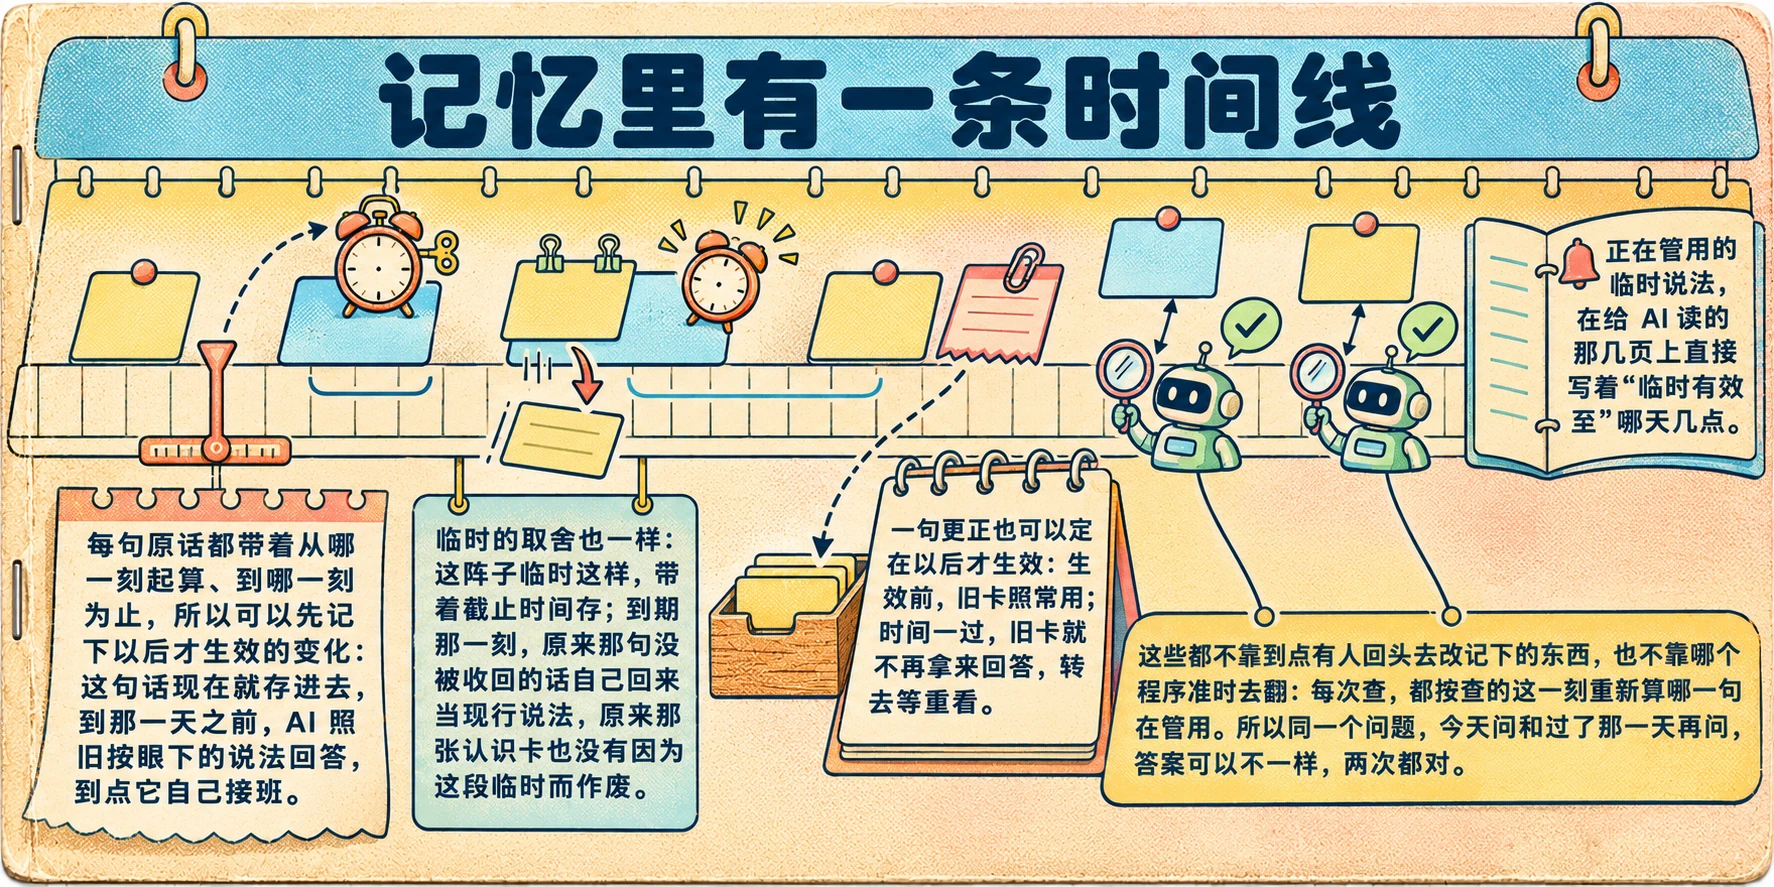 记忆里有一条时间线
正在管用的
临时说法，
在给 AI 读的
那几页上直接
写着“临时有效
至”哪天几点。
每句原话都带着从哪
一刻起算、到哪一刻
为止，所以可以先记
下以后才生效的变化：
这句话现在就存进去，
到那一天之前，AI 照
旧按眼下的说法回答，
到点它自己接班。
临时的取舍也一样：
这阵子临时这样，带
着截止时间存；到期
那一刻，原来那句没
被收回的话自己回来
当现行说法，原来那
张认识卡也没有因为
这段临时而作废。
一句更正也可以定
在以后才生效：生
效前，旧卡照常用；
时间一过，旧卡就
不再拿来回答，转
去等重看。
这些都不靠到点有人回头去改记下的东西，也不靠哪个
程序准时去翻：每次查，都按查的这一刻重新算哪一句
在管用。所以同一个问题，今天问和过了那一天再问，
答案可以不一样，两次都对。